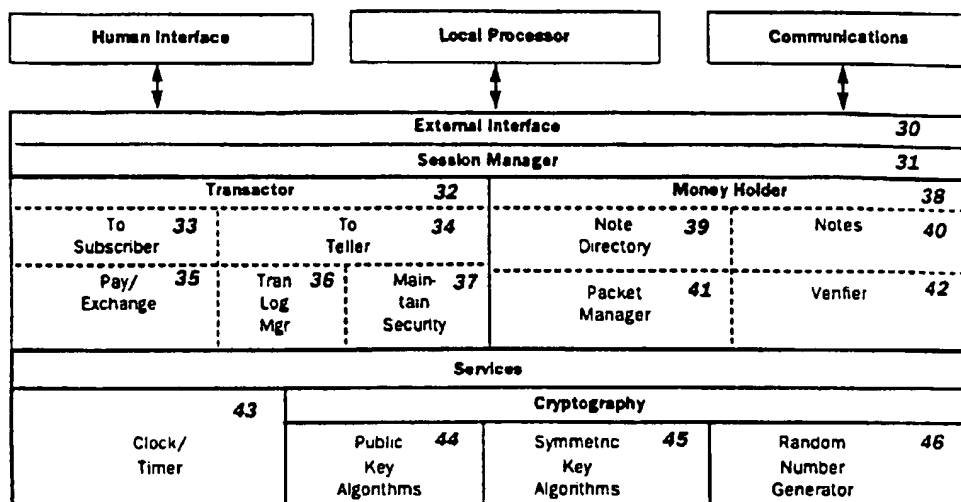 Human Interface
Local Processor
Communications
External Interface 30
Session Manager 31
Transactor 32
Money Holder 38
To Subscriber 33
To Teller 34
Note Directory 39
Notes 40
Pay/ Exchange 35
Tran Log Mgr 36
Main- tain Security 37
Packet Manager 41
Verifier 42
Services
43 Clock/ Timer
Cryptography
Public Key Algorithms 44
Symmetric Key Algorithms 45
Random Number Generator 46